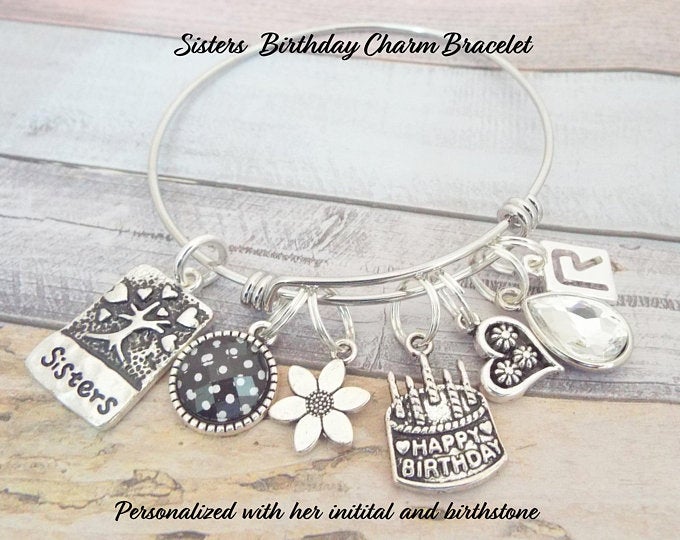 Sisters Birthday Charm Bracelet
Sisters
HAPPY
BIRTHDAY
Personalized with her initital and birthstone